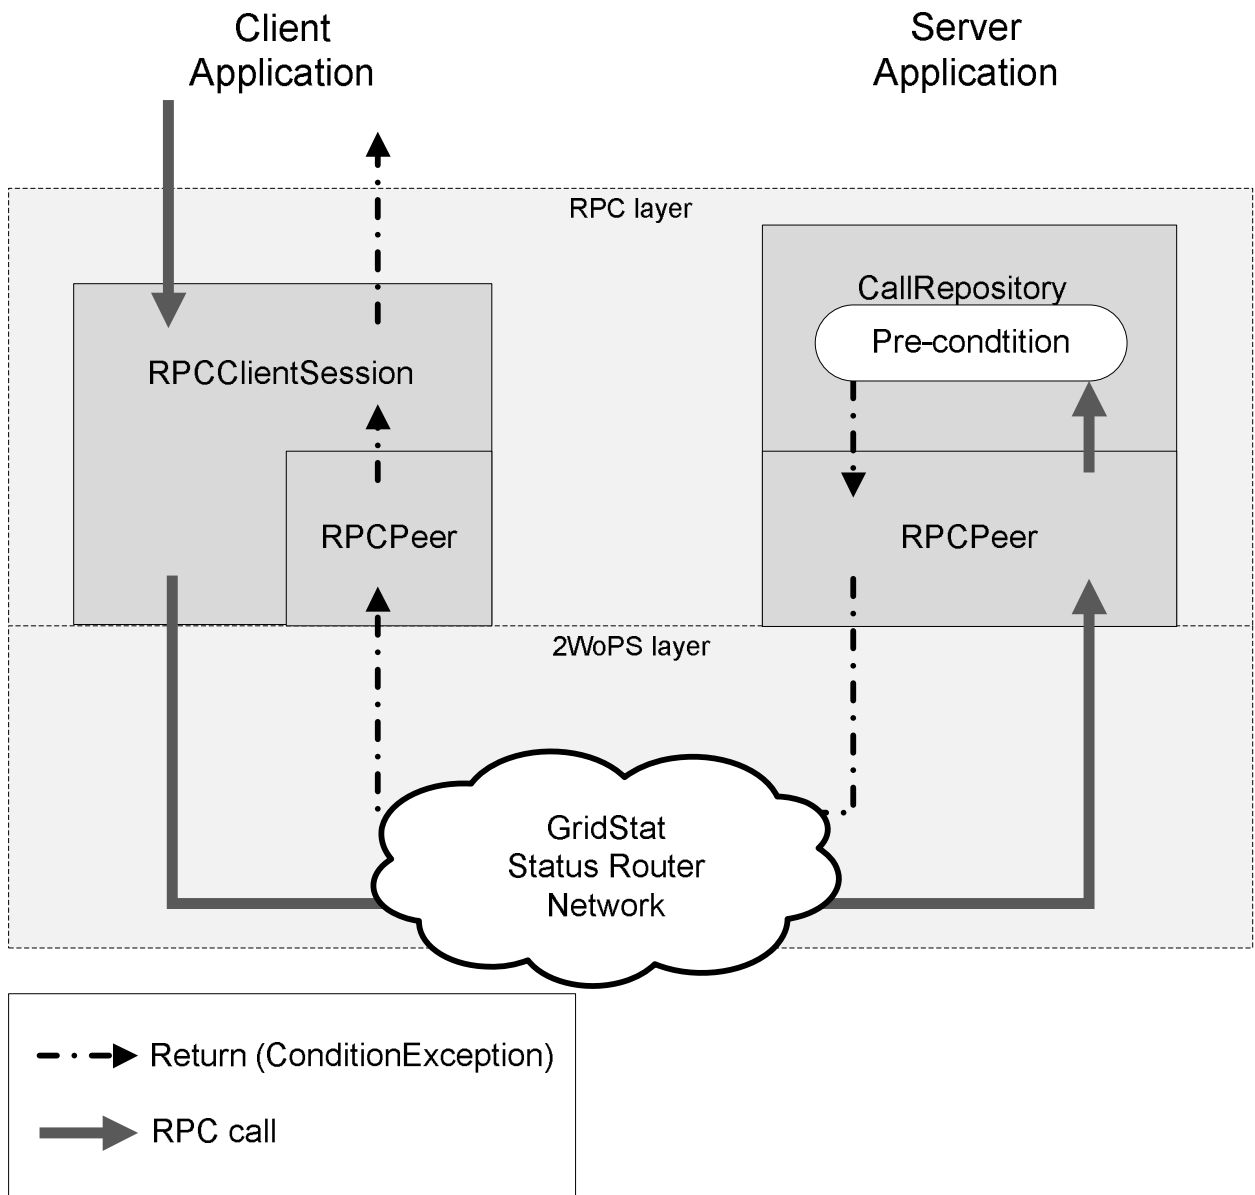 Client
Application
Server
Application
RPC layer
CallRepository
Pre-condtition
RPCClientSession
RPCPeer
RPCPeer
2WoPS layer
GridStat
Status Router
Network
Return (ConditionException)
RPC call